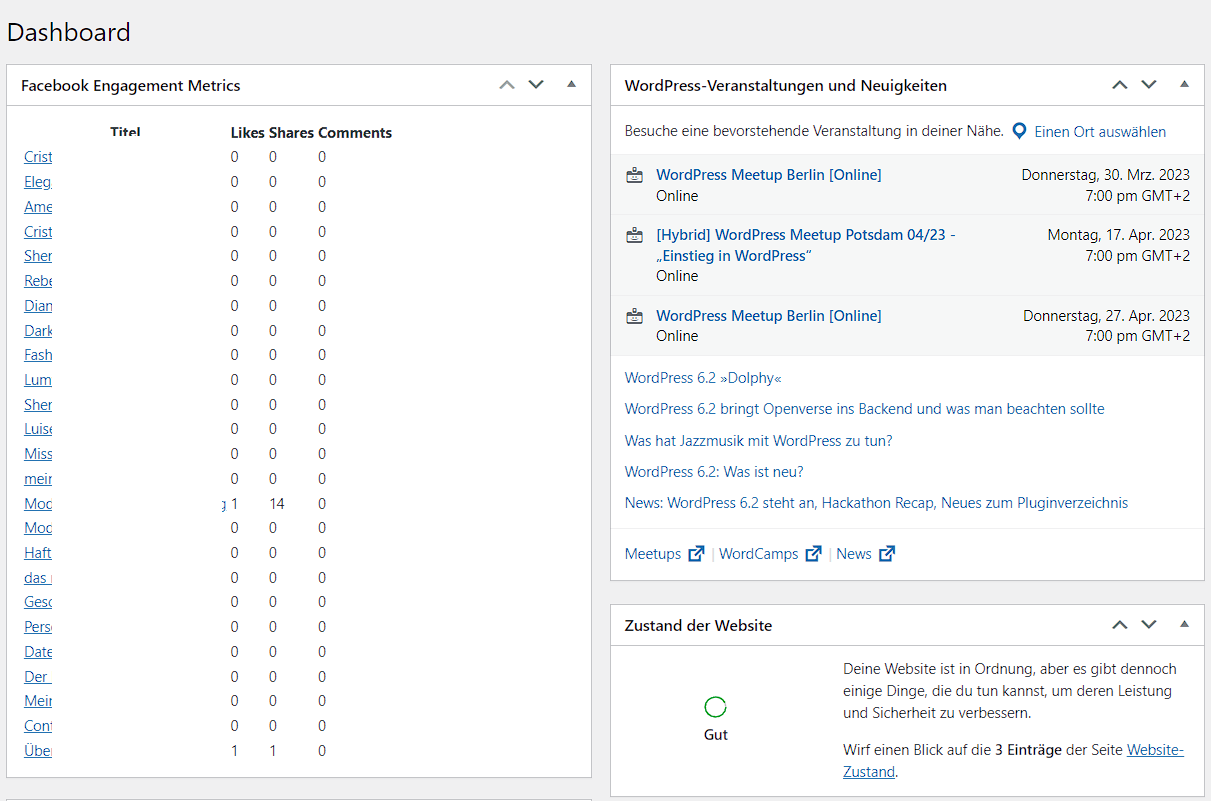 Dashboard
Facebook Engagement Metrics
Titel Likes Shares Comments
Crist 0 0 0
Eleg 0 0 0
Ame 0 0 0
Crist 0 0 0
Sher 0 0 0
Rebe 0 0 0
Dian 0 0 0
Dark 0 0 0
Fash 0 0 0
Lum 0 0 0
Sher 0 0 0
Luise 0 0 0
Miss 0 0 0
mein 0 0 0
Mod g 1 14 0
Mod 0 0 0
Haft 0 0 0
das 0 0 0
Gesc 0 0 0
Perso 0 0 0
Date 0 0 0
Der 0 0 0
Mein 0 0 0
Cont 0 0 0
Über 1 1 0
WordPress-Veranstaltungen und Neuigkeiten
Besuche eine bevorstehende Veranstaltung in deiner Nähe. Einen Ort auswählen
WordPress Meetup Berlin [Online] Donnerstag, 30. Mrz. 2023
Online 7:00 pm GMT+2
[Hybrid] WordPress Meetup Potsdam 04/23 - Montag, 17. Apr. 2023
„Einstieg in WordPress“ 7:00 pm GMT+2
Online
WordPress Meetup Berlin [Online] Donnerstag, 27. Apr. 2023
Online 7:00 pm GMT+2
WordPress 6.2 »Dolphy«
WordPress 6.2 bringt Openverse ins Backend und was man beachten sollte
Was hat Jazzmusik mit WordPress zu tun?
WordPress 6.2: Was ist neu?
News: WordPress 6.2 steht an, Hackathon Recap, Neues zum Pluginverzeichnis
Meetups | WordCamps | News
Zustand der Website
Gut
Deine Website ist in Ordnung, aber es gibt dennoch
einige Dinge, die du tun kannst, um deren Leistung
und Sicherheit zu verbessern.
Wirf einen Blick auf die 3 Einträge der Seite Website-
Zustand.